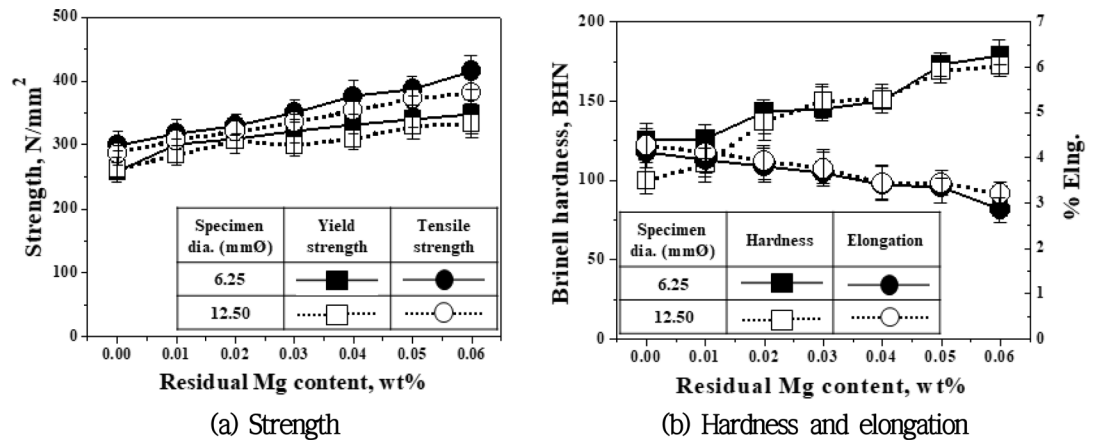 500
400
300
200
100
0
Strength, N/mm²
Specimen dia. (mmØ) Yield strength Tensile strength
6.25
12.50
0.00 0.01 0.02 0.03 0.04 0.05 0.06
Residual Mg content, wt%
(a) Strength
200
150
100
50
0
Brinell hardness, BHN
7
6
5
4
3
2
1
0
% Elng.
Specimen dia. (mmØ) Hardness Elongation
6.25
12.50
0.00 0.01 0.02 0.03 0.04 0.05 0.06
Residual Mg content, wt%
(b) Hardness and elongation